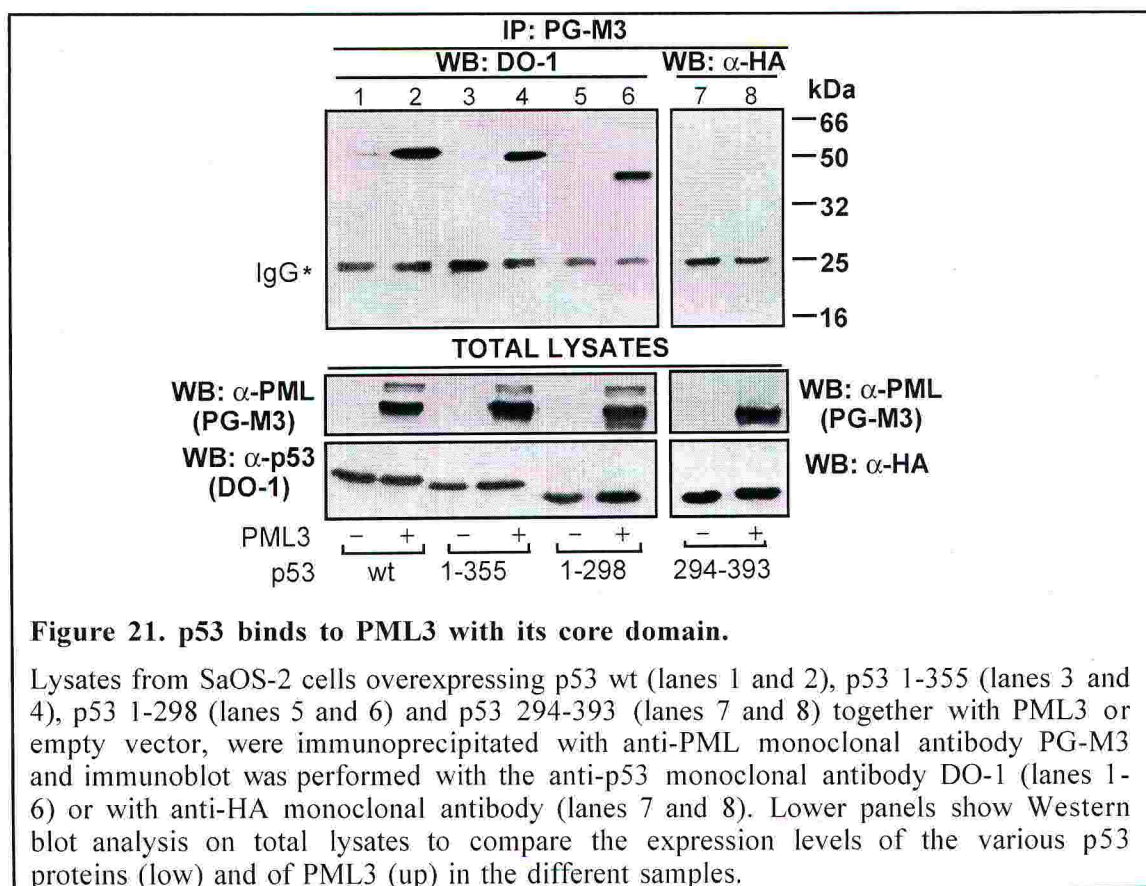 IP: PG-M3
WB: DO-1 WB: α-HA
1 2 3 4 5 6 7 8 kDa
66
50
32
IgG* 25
16
TOTAL LYSATES
WB: α-PML
(PG-M3)
WB: α-PML
(PG-M3)
WB: α-p53
(DO-1)
WB: α-HA
PML3 – + – + – + – +
p53 wt 1-355 1-298 294-393
Figure 21. p53 binds to PML3 with its core domain.
Lysates from SaOS-2 cells overexpressing p53 wt (lanes 1 and 2), p53 1-355 (lanes 3 and
4), p53 1-298 (lanes 5 and 6) and p53 294-393 (lanes 7 and 8) together with PML3 or
empty vector, were immunoprecipitated with anti-PML monoclonal antibody PG-M3
and immunoblot was performed with the anti-p53 monoclonal antibody DO-1 (lanes 1-
6) or with anti-HA monoclonal antibody (lanes 7 and 8). Lower panels show Western
blot analysis on total lysates to compare the expression levels of the various p53
proteins (low) and of PML3 (up) in the different samples.